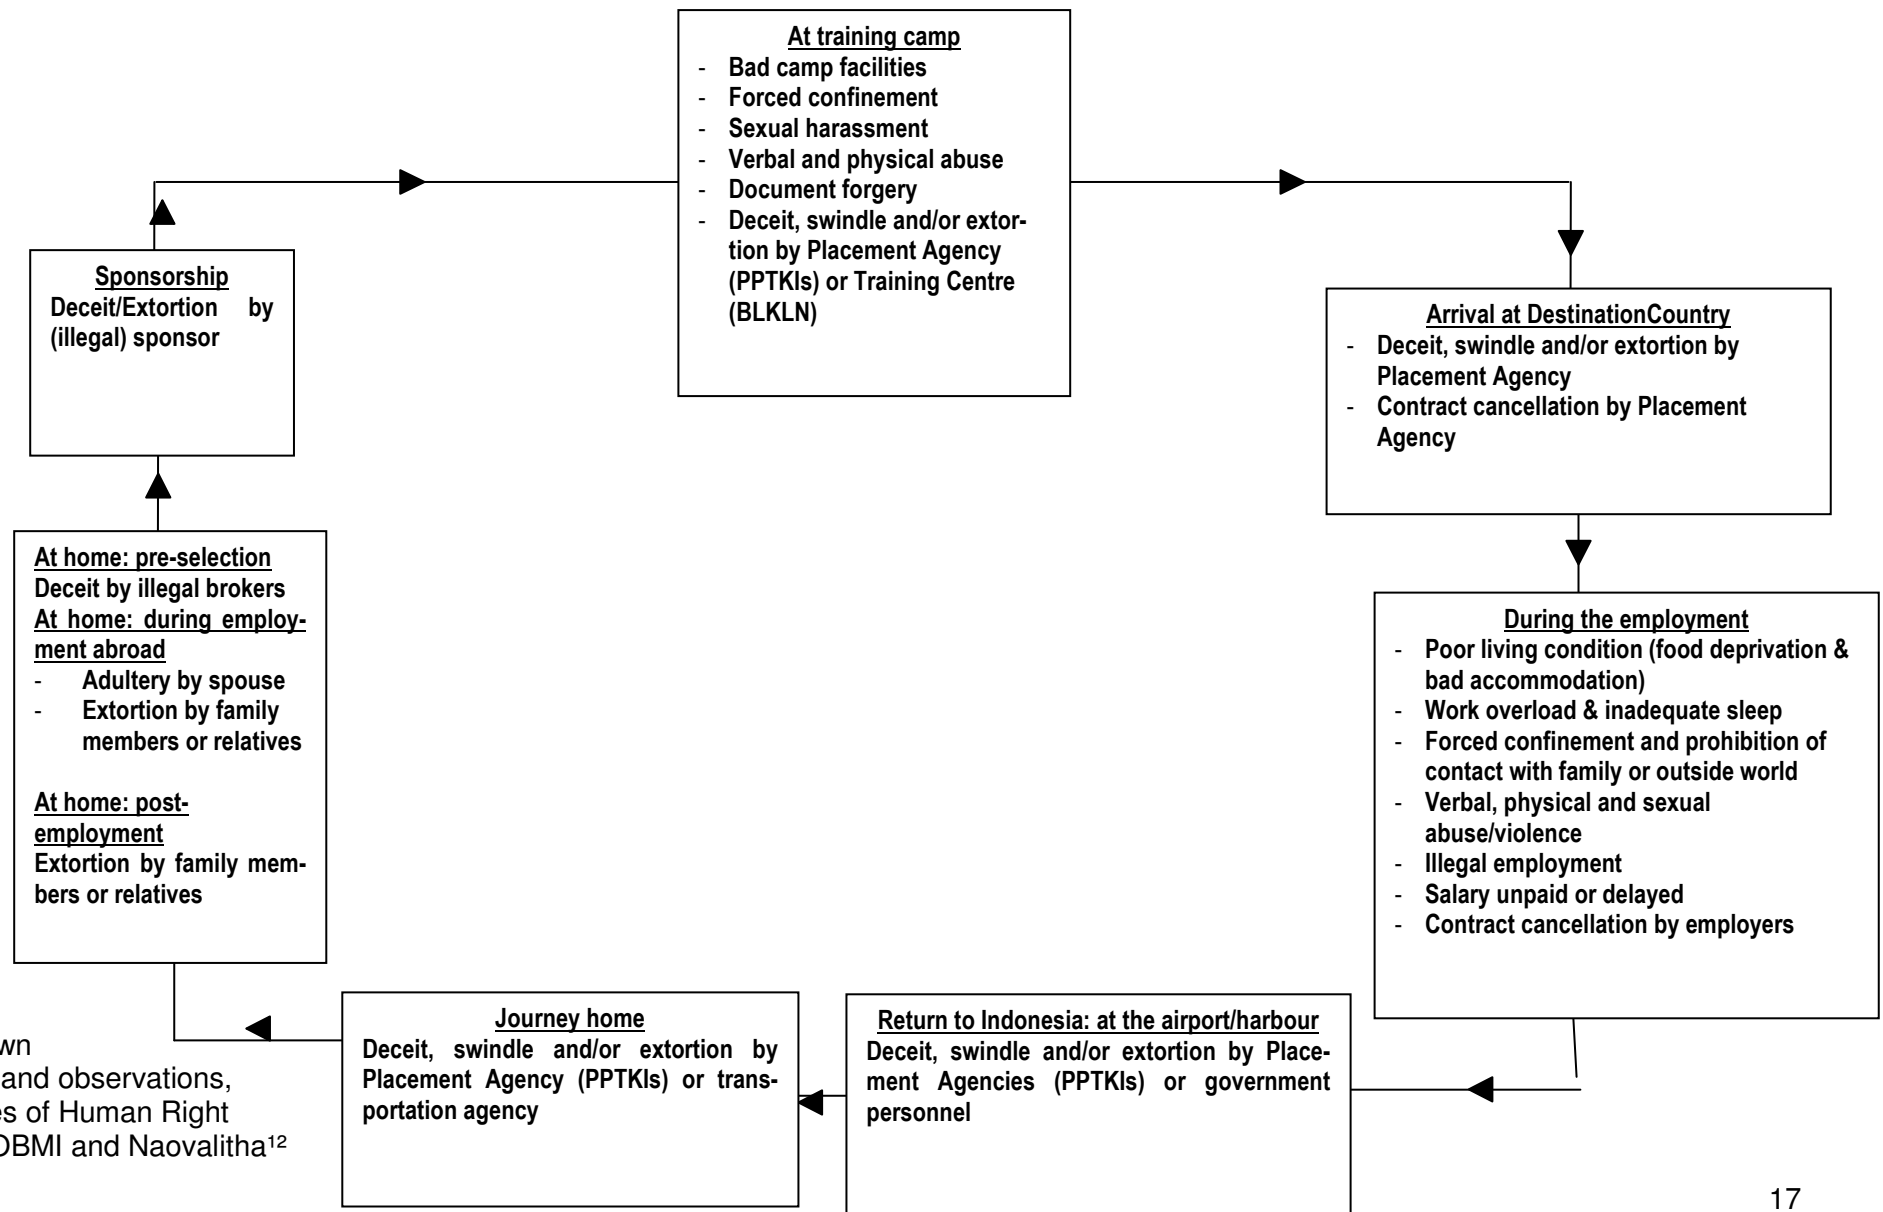 At training camp
- Bad camp facilities
- Forced confinement
- Sexual harassment
- Verbal and physical abuse
- Document forgery
- Deceit, swindle and/or extor-
tion by Placement Agency
(PPTKIs) or Training Centre
(BLKLN)
Sponsorship
Deceit/Extortion by
(illegal) sponsor
Arrival at DestinationCountry
- Deceit, swindle and/or extortion by
Placement Agency
- Contract cancellation by Placement
Agency
At home: pre-selection
Deceit by illegal brokers
At home: during employ-
ment abroad
- Adultery by spouse
- Extortion by family
members or relatives
At home: post-
employment
Extortion by family mem-
bers or relatives
During the employment
- Poor living condition (food deprivation &
bad accommodation)
- Work overload & inadequate sleep
- Forced confinement and prohibition of
contact with family or outside world
- Verbal, physical and sexual
abuse/violence
- Illegal employment
- Salary unpaid or delayed
- Contract cancellation by employers
Journey home
Deceit, swindle and/or extortion by
Placement Agency (PPTKIs) or trans-
portation agency
Return to Indonesia: at the airport/harbour
Deceit, swindle and/or extortion by Place-
ment Agencies (PPTKIs) or government
personnel
and observations,
of Human Right
and Naovalitha¹²
17